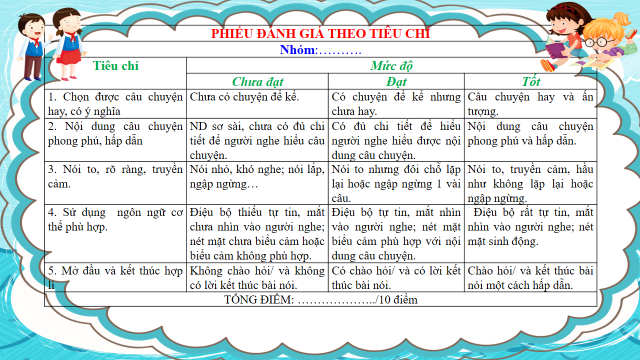 PHIẾU ĐÁNH GIÁ THEO TIÊU CHÍ
Nhóm:……….
Tiêu chí
Mức độ
Chưa đạt
Đạt
Tốt
1. Chọn được câu chuyện
hay, có ý nghĩa
Chưa có chuyện để kể.
Có chuyện để kể nhưng
chưa hay.
Câu chuyện hay và ấn
tượng.
2. Nội dung câu chuyện
phong phú, hấp dẫn
ND sơ sài, chưa có đủ chi
tiết để người nghe hiểu câu
chuyện.
Có đủ chi tiết để hiểu
người nghe hiểu được nội
dung câu chuyện.
Nội dung câu chuyện
phong phú và hấp dẫn.
3. Nói to, rõ ràng, truyền
cảm.
Nói nhỏ, khó nghe; nói lắp,
ngập ngừng…
Nói to nhưng đôi chỗ lặp
lại hoặc ngập ngừng 1 vài
câu.
Nói to, truyền cảm, hầu
như không lặp lại hoặc
ngập ngừng.
4. Sử dụng ngôn ngữ cơ
thể phù hợp.
Điệu bộ thiếu tự tin, mắt
chưa nhìn vào người nghe;
nét mặt chưa biểu cảm hoặc
biểu cảm không phù hợp.
Điệu bộ tự tin, mắt nhìn
vào người nghe; nét mặt
biểu cảm phù hợp với nội
dung câu chuyện.
Điệu bộ rất tự tin, mắt
nhìn vào người nghe; nét
mặt sinh động.
5. Mở đầu và kết thúc hợp
lí
Không chào hỏi/ và không
có lời kết thúc bài nói.
Có chào hỏi/ và có lời kết
thúc bài nói.
Chào hỏi/ và kết thúc bài
nói một cách hấp dẫn.
TỔNG ĐIỂM: ………………../10 điểm